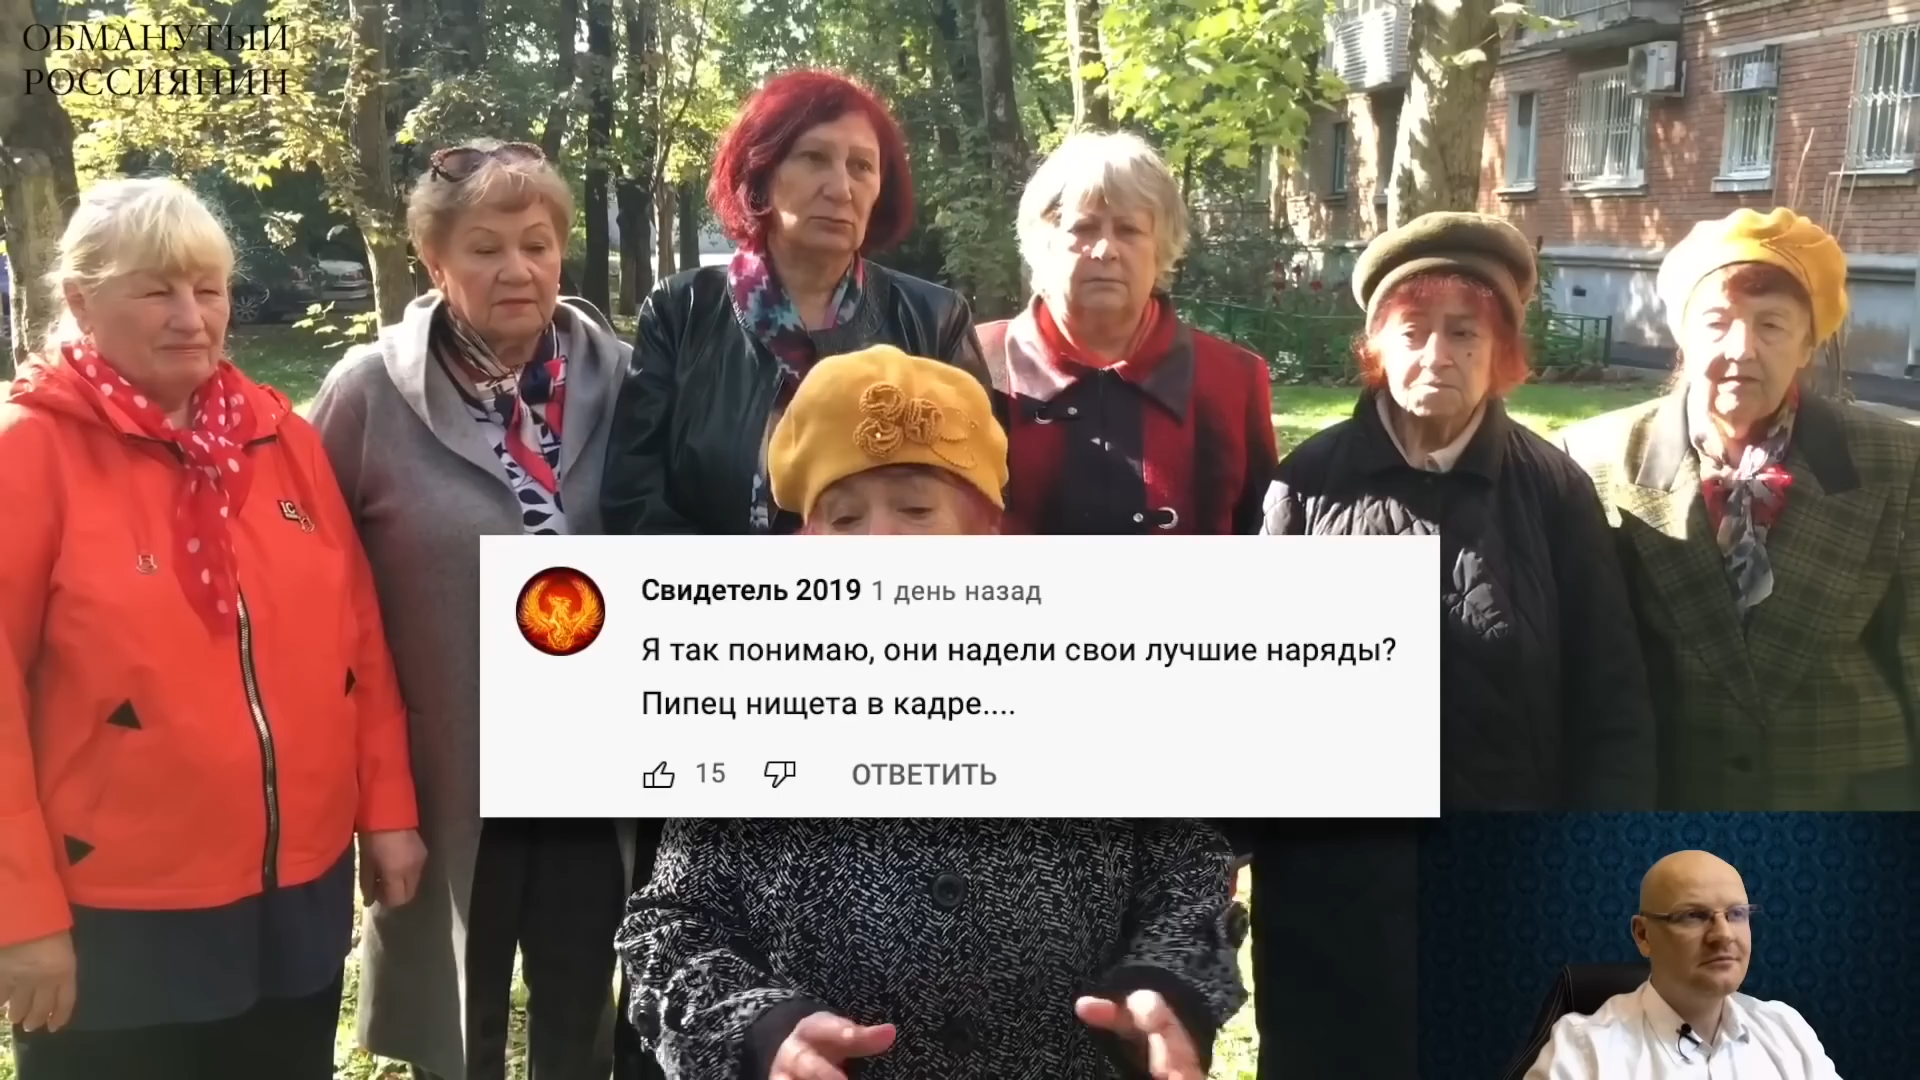 ОБМАНУТЫЙ
РОССИЯНИН
IC
Свидетель 2019 1 день назад
Я так понимаю, они надели свои лучшие наряды?
Пипец нищета в кадре....
15 ОТВЕТИТЬ